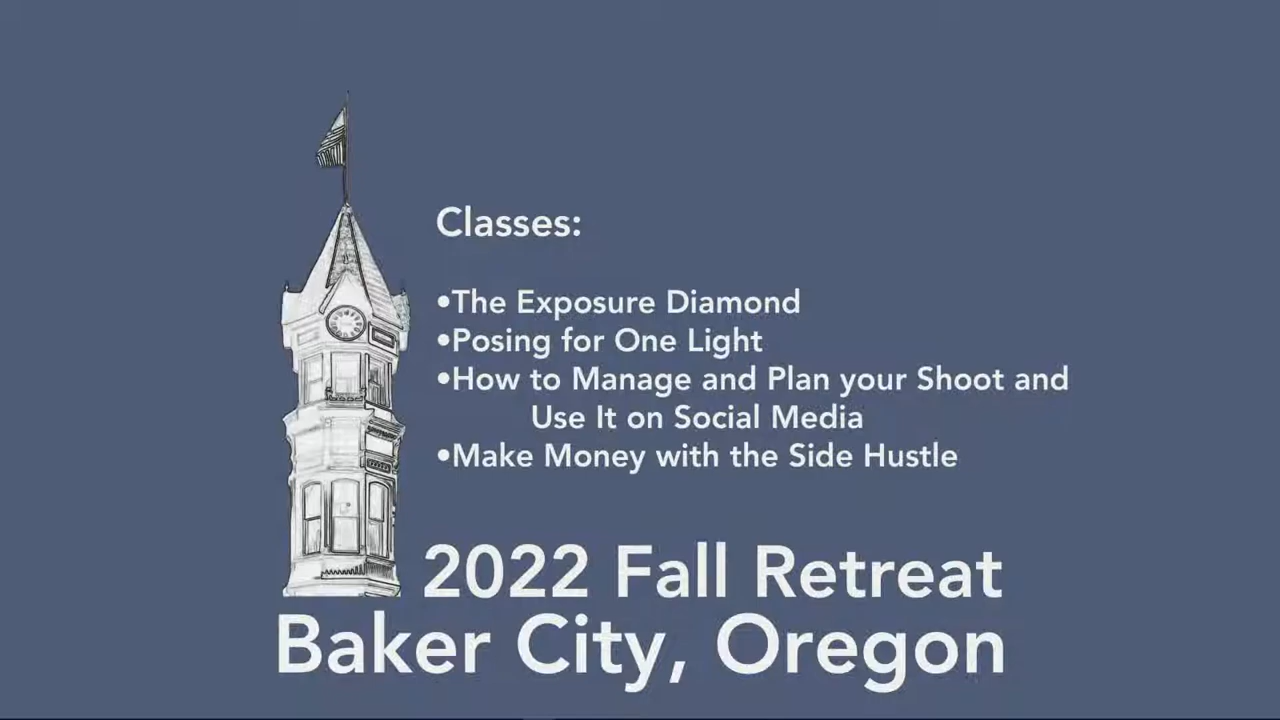 Classes:
•The Exposure Diamond
•Posing for One Light
•How to Manage and Plan your Shoot and
Use It on Social Media
•Make Money with the Side Hustle
2022 Fall Retreat
Baker City, Oregon